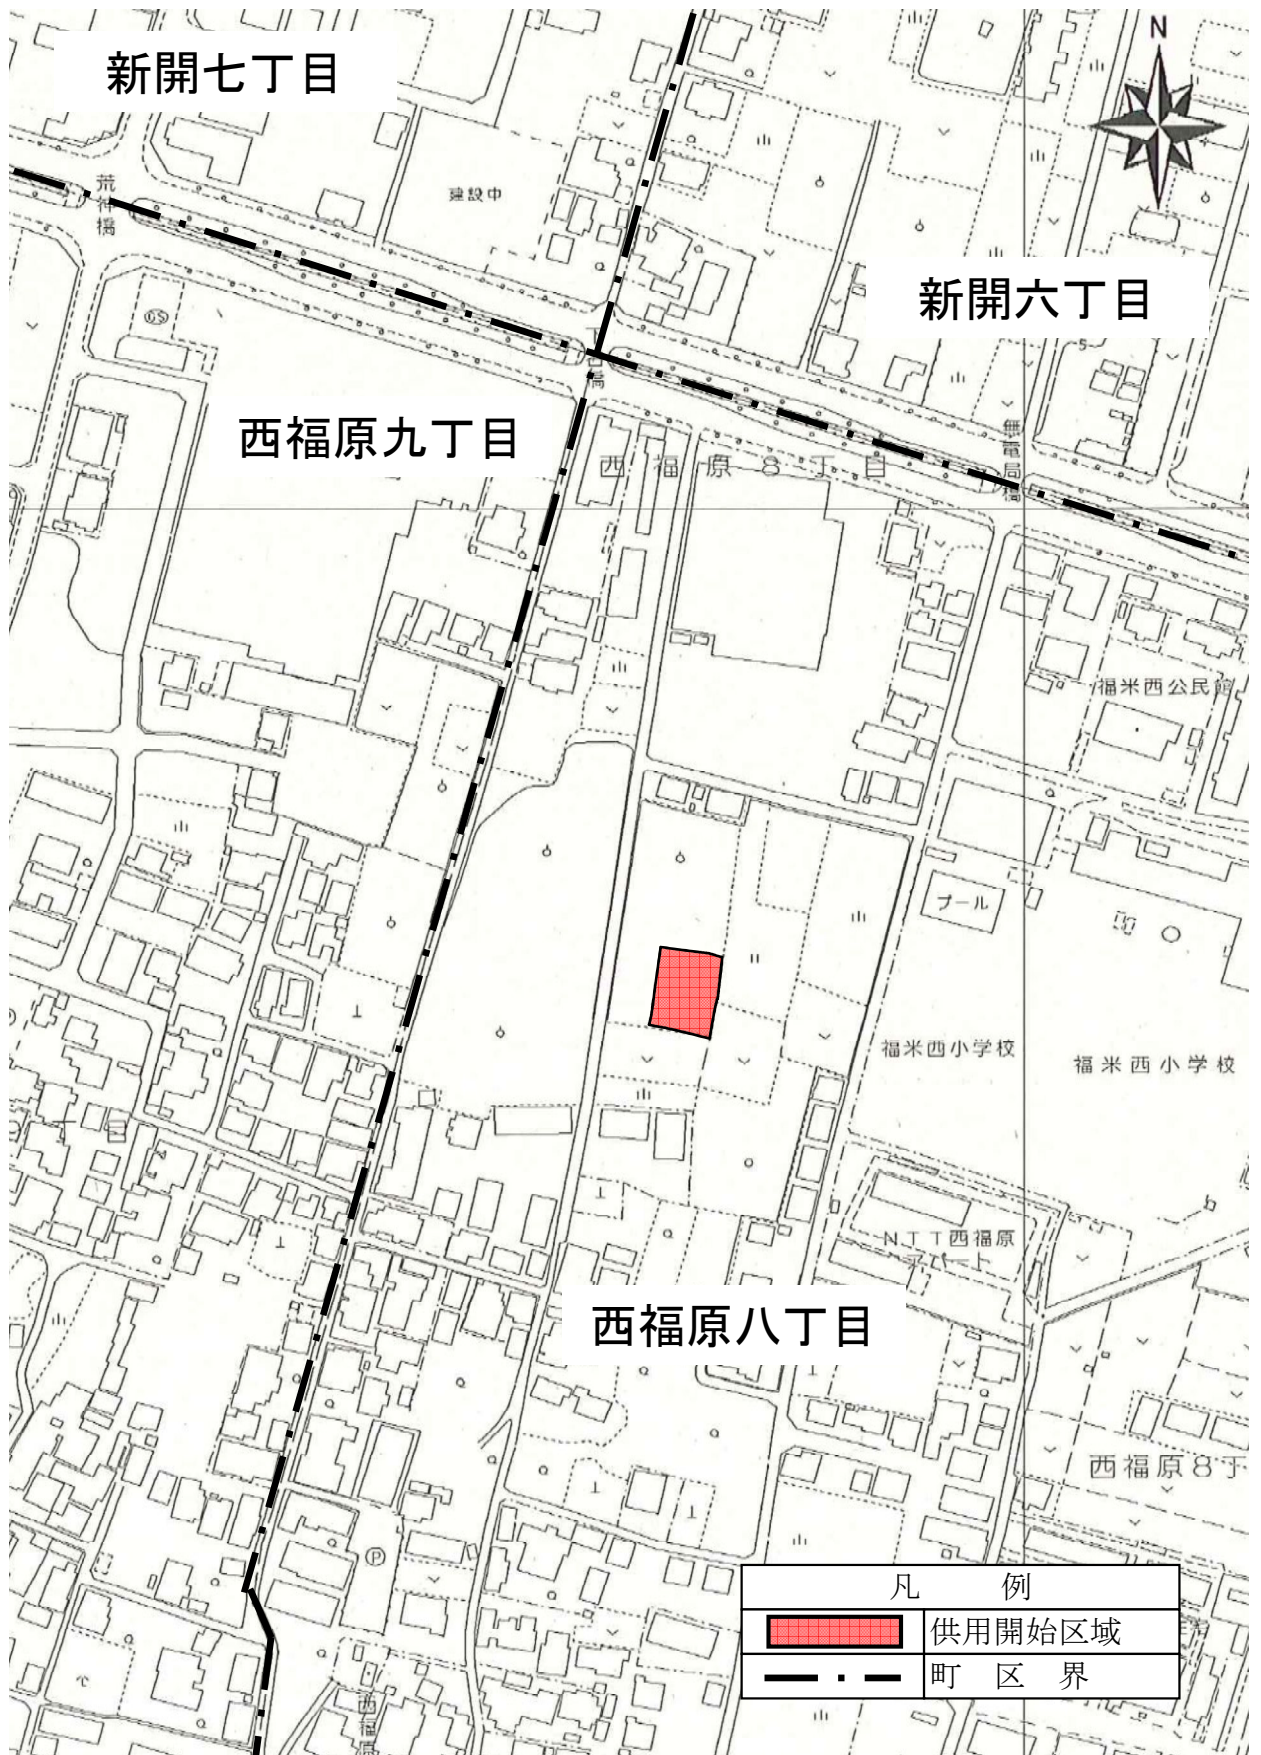 新開七丁目
N
荒神橋
建設中
新開六丁目
GS
西福原九丁目
西福原8丁目
無電局橋
福米西公民館
プール
福米西小学校
福米西小学校
NTT西福原
アパート
西福原八丁目
西福原8丁
P
凡 例
供用開始区域
町 区 界